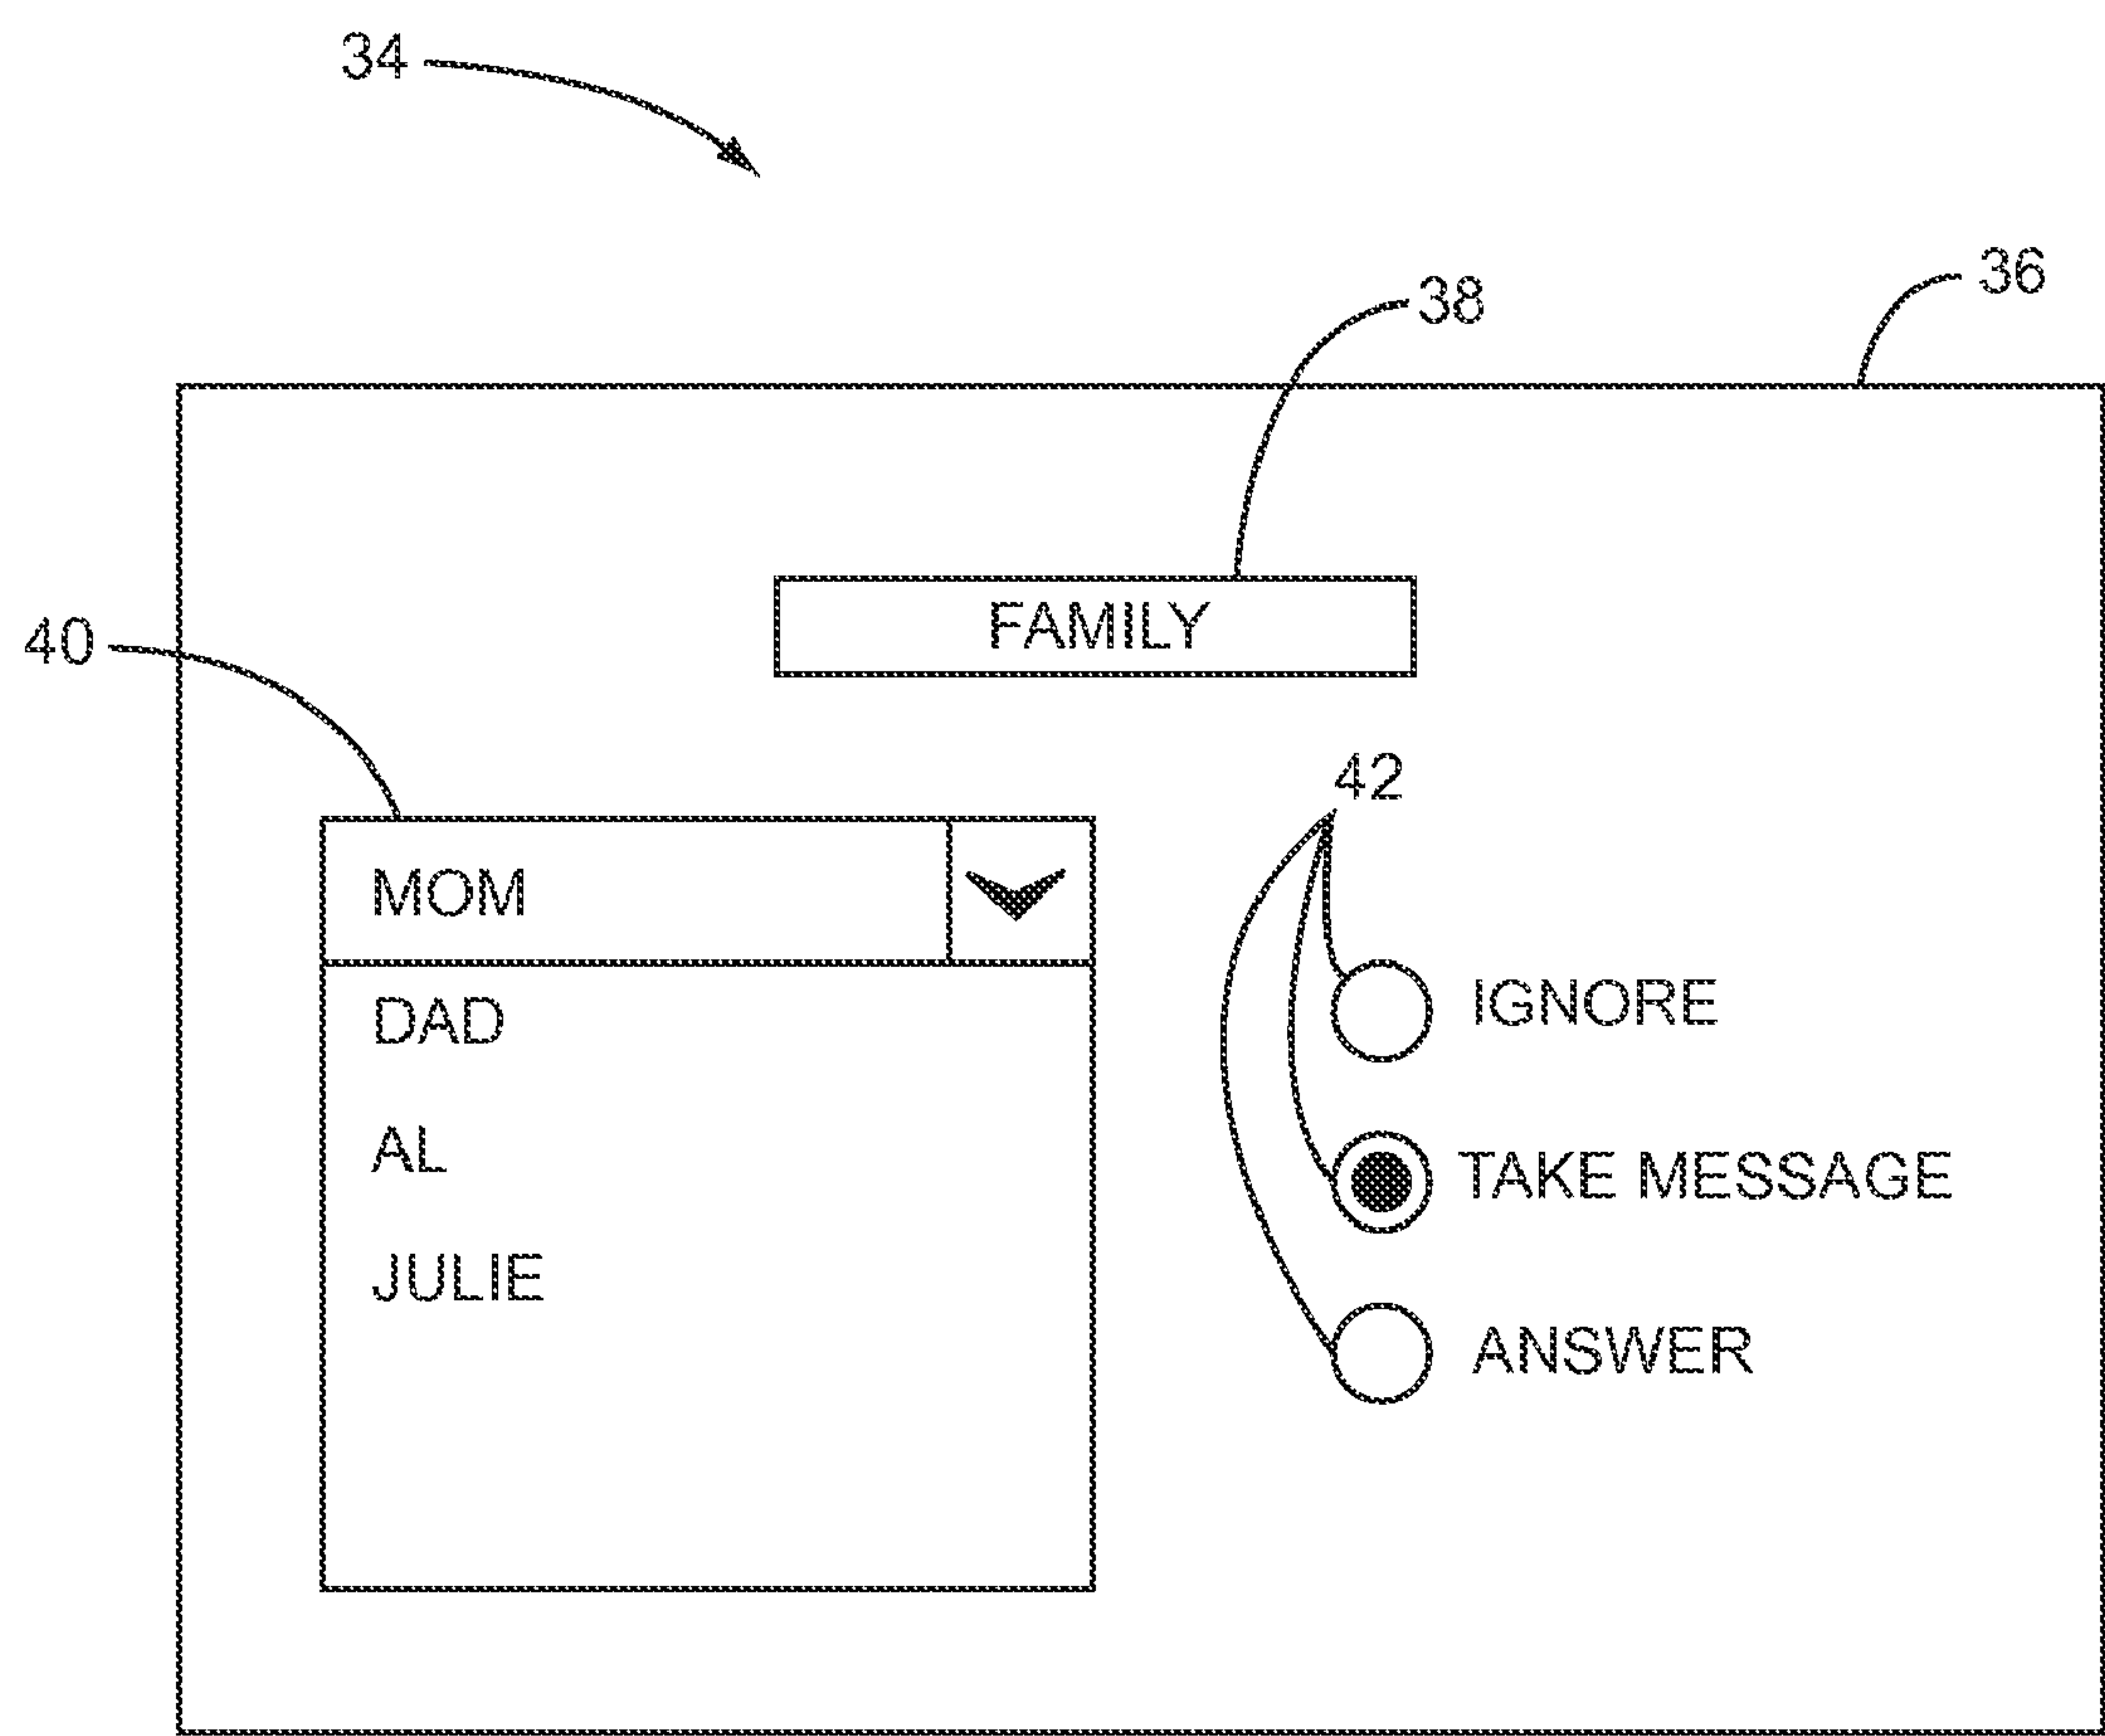 34
36
38
FAMILY
40
42
MOM
DAD
AL
JULIE
IGNORE
TAKE MESSAGE
ANSWER